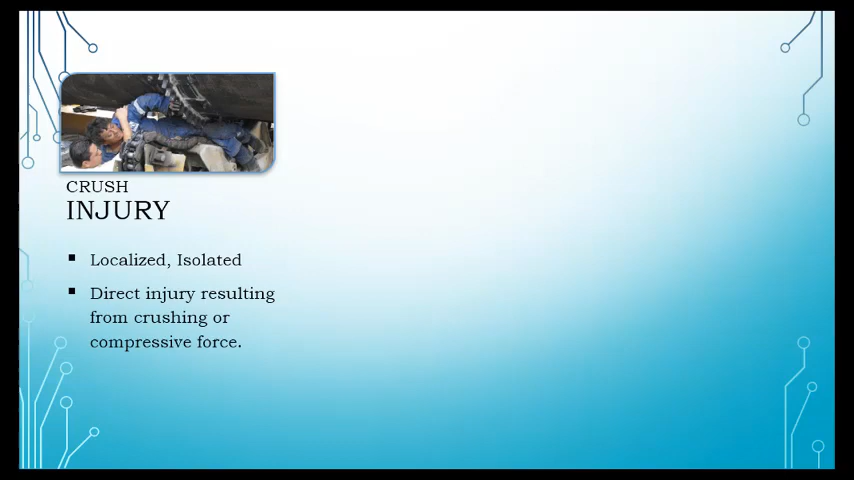 CRUSH
INJURY
Localized, Isolated
Direct injury resulting
from crushing or
compressive force.